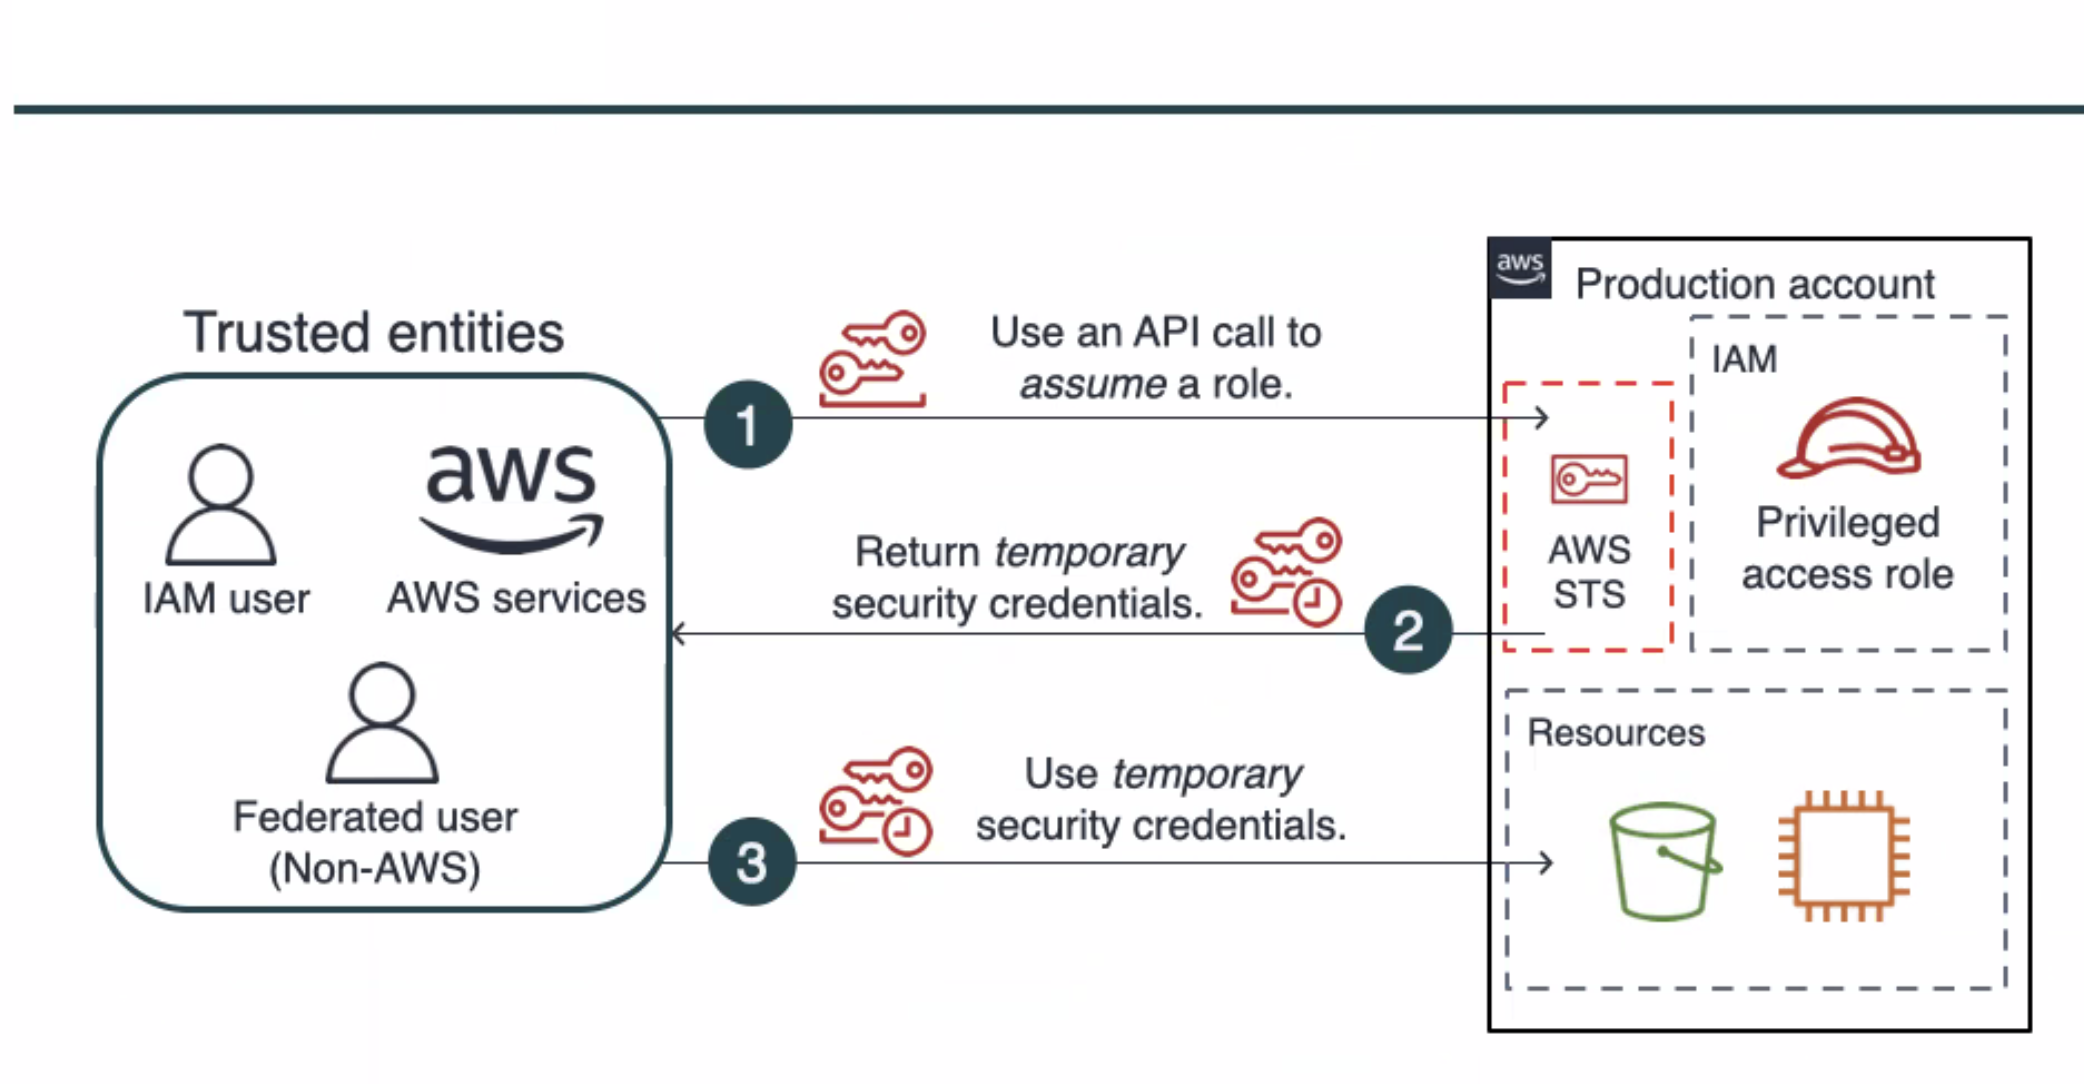 aws
Production account
Trusted entities
Use an API call to
assume a role.
1
IAM
aws
IAM user
AWS services
Return temporary
security credentials.
2
AWS
STS
Privileged
access role
Federated user
(Non-AWS)
Use temporary
security credentials.
3
Resources